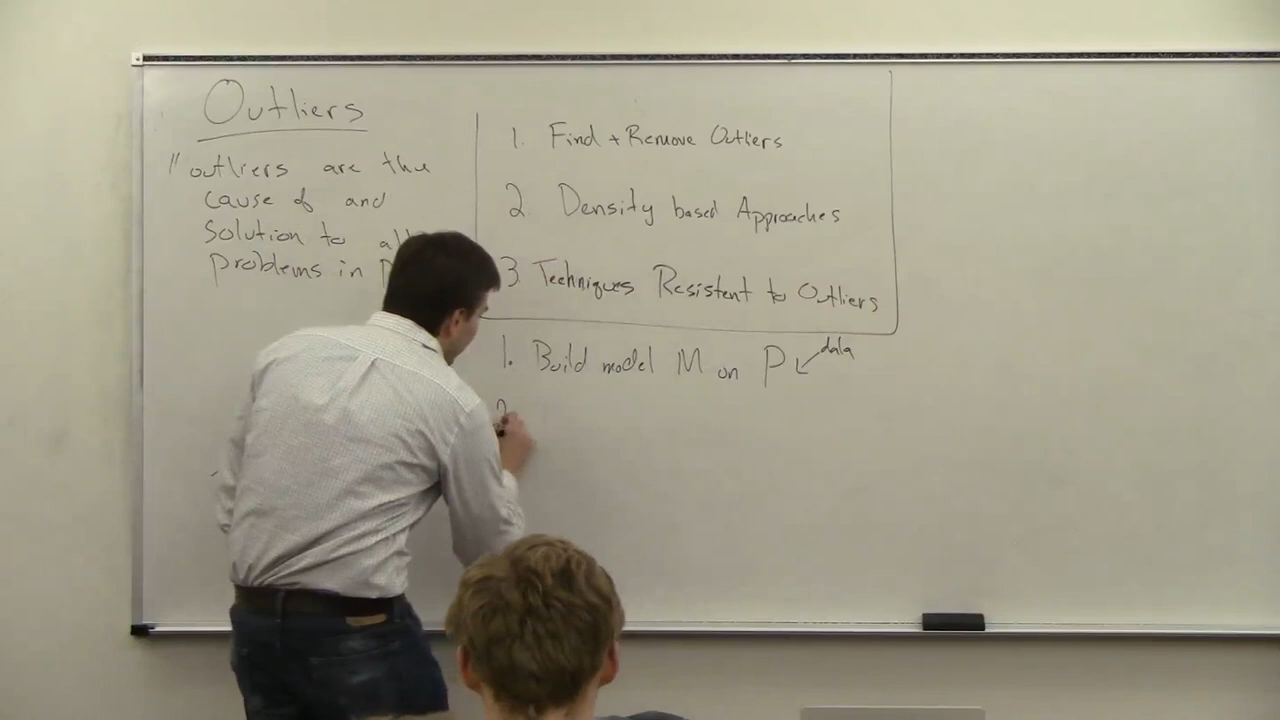 Outliers
" outliers are the
cause of and
solution to
problems in
1. Find + Remove Outliers
2 Density based Approaches
3 Techniques Resistent to Outliers
1. Build model M on P
data
2